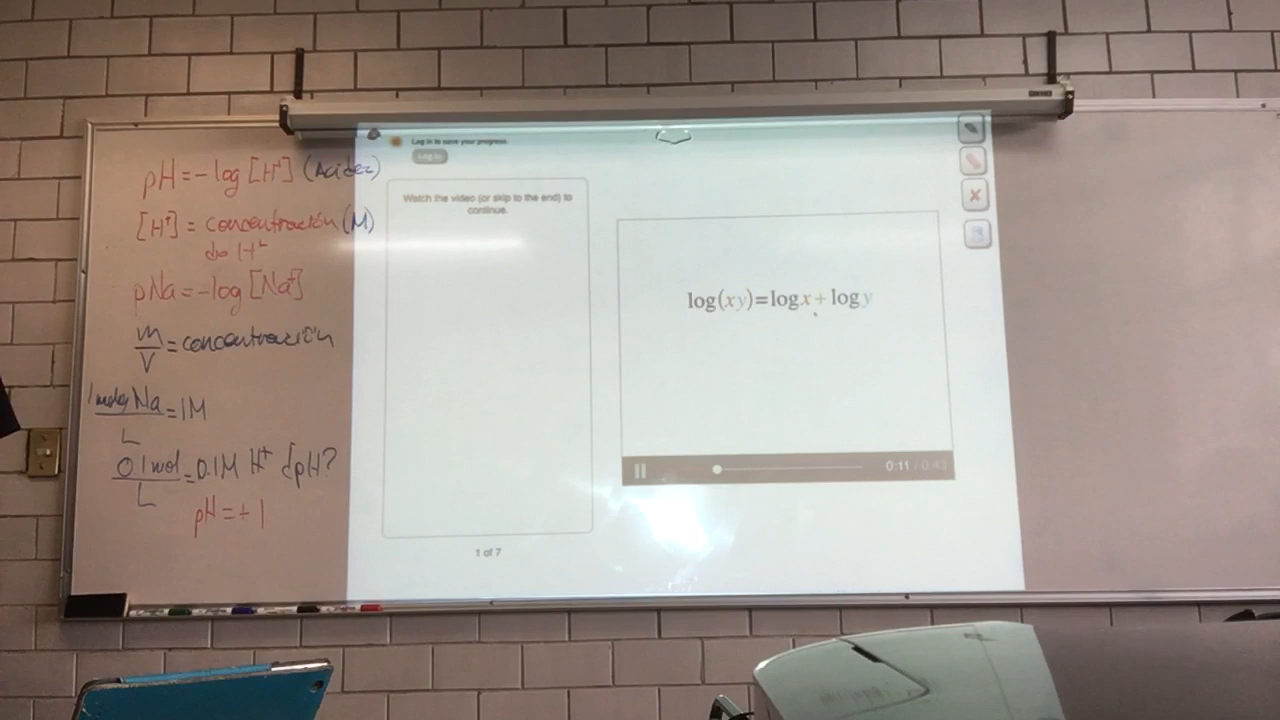 pH=-log [H⁺] (Acidez)
[H⁺] = concentración (M)
de H⁺
pNa=-log [Na⁺]
m/V = concentración
1 mol Na = 1M
L
0.1 mol = 0.1M H⁺ ¿pH?
L
pH=+1
Log in to save your progress.
Log in
Watch the video (or skip to the end) to
continue.
1 of 7
log(xy)=logx+logy
0:11 / 0:43